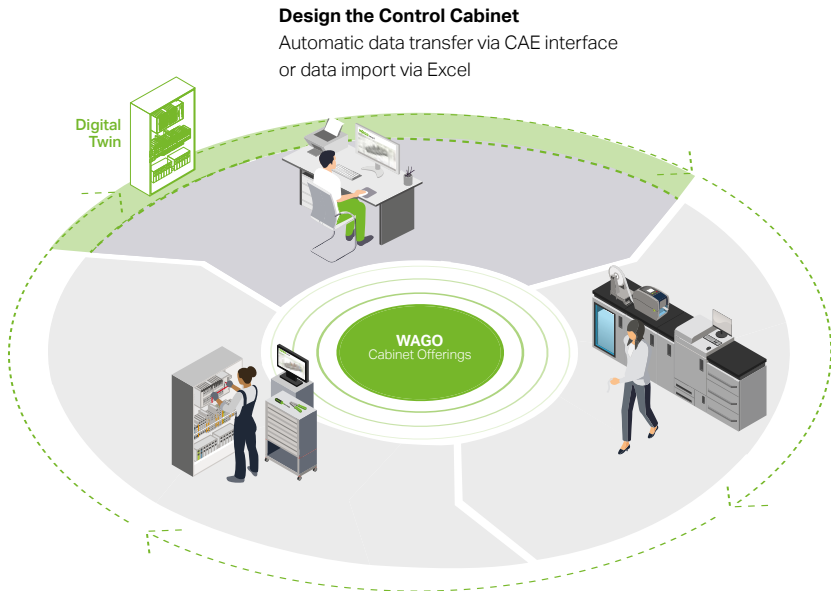 Design the Control Cabinet
Automatic data transfer via CAE interface
or data import via Excel
Digital
Twin
WAGO
Cabinet Offerings